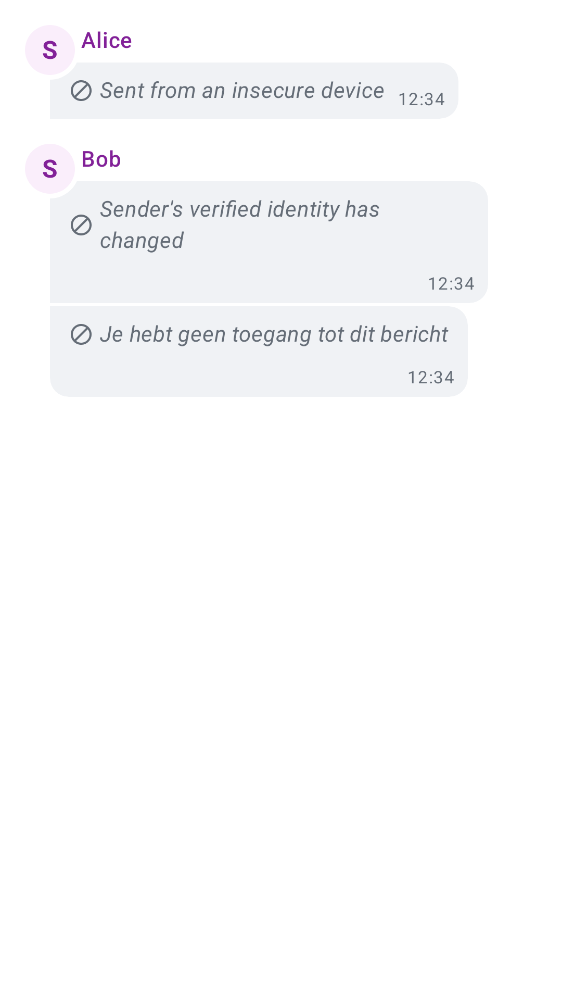 S
Alice
Sent from an insecure device 12:34
S
Bob
Sender's verified identity has
changed
12:34
Je hebt geen toegang tot dit bericht
12:34